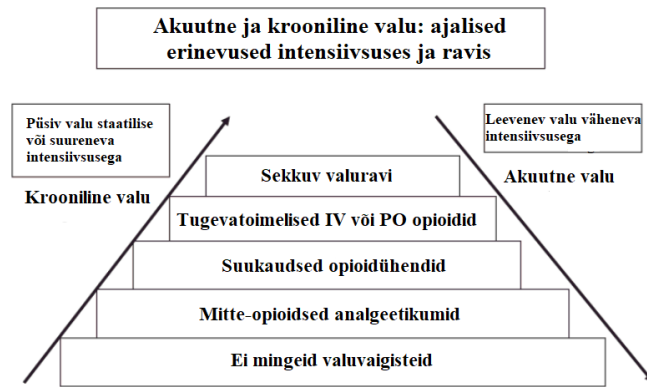 Akuutne ja krooniline valu: ajalised
erinevused intensiivsuses ja ravis
Püsiv valu staatilise
või suureneva
intensiivsusega
Krooniline valu
Leevenev valu väheneva
intensiivsusega
Akuutne valu
Sekkuv valuravi
Tugevatoimelised IV või PO opioidid
Suukaudsed opioidühendid
Mitte-opioidsed analgeetikumid
Ei mingeid valuvaigisteid